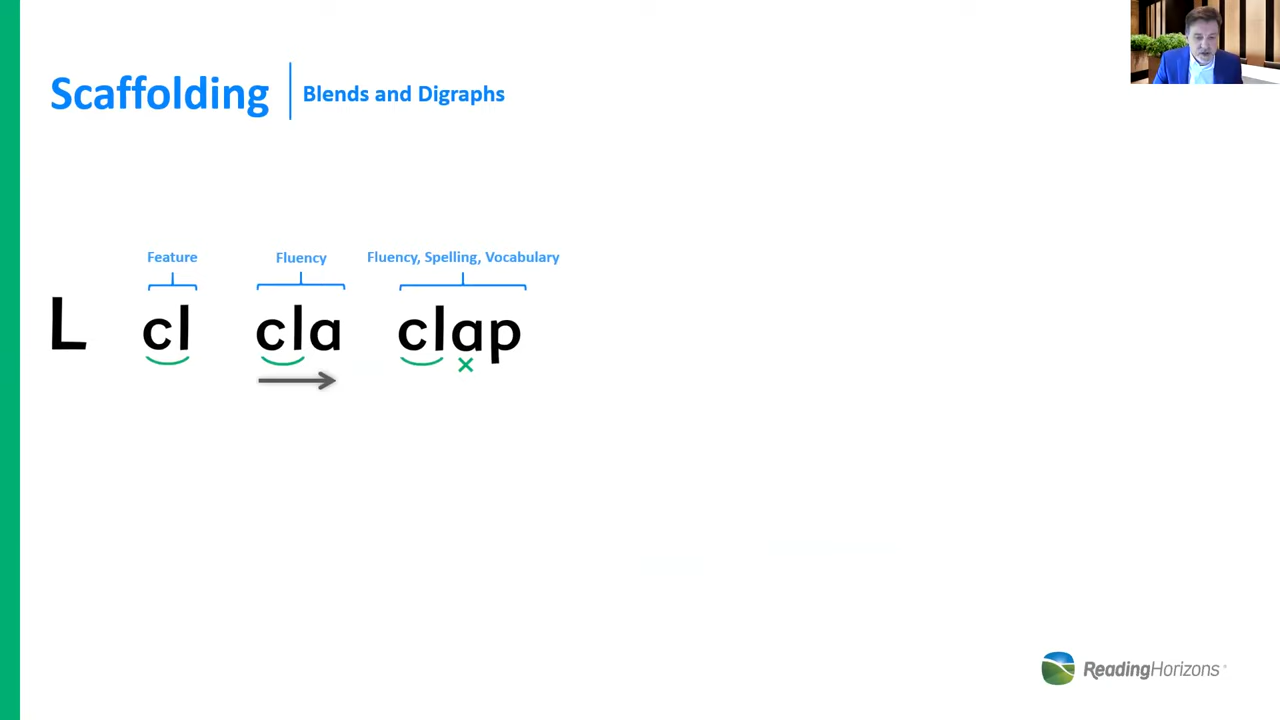 Scaffolding
Blends and Digraphs
Feature
Fluency
Fluency, Spelling, Vocabulary
L cl cla clap
×
ReadingHorizons